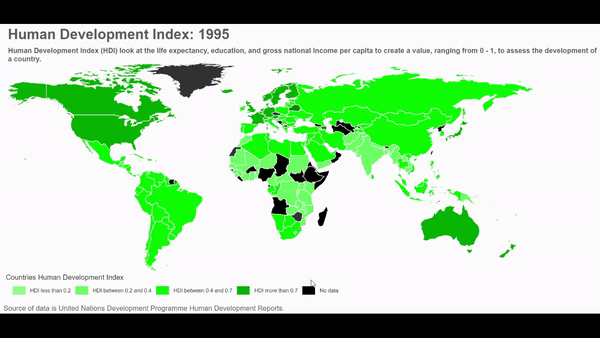 Human Development Index: 1995
Human Development Index (HDI) look at the life expectancy, education, and gross national income per capita to create a value, ranging from 0 - 1, to assess the development of
a country.
Countries Human Development Index
HDI less than 0.2 HDI between 0.2 and 0.4 HDI between 0.4 and 0.7 HDI more than 0.7 No data
Source of data is United Nations Development Programme Human Development Reports.